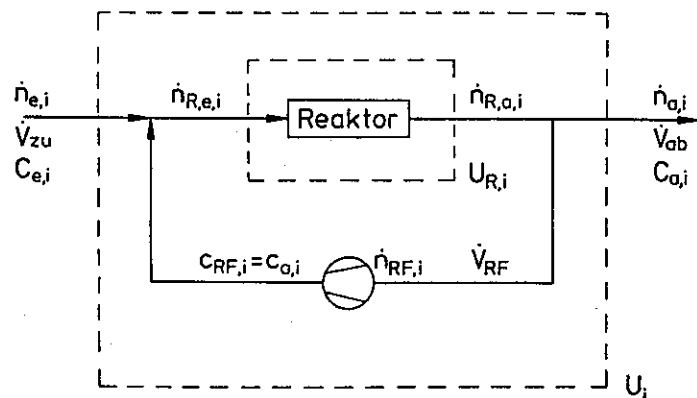 ṅe,i
V̇zu
Ce,i
ṅR,e,i
Reaktor
ṅR,a,i
UR,i
ṅa,i
V̇ab
Ca,i
cRF,i = ca,i
ṅRF,i
V̇RF
Ui